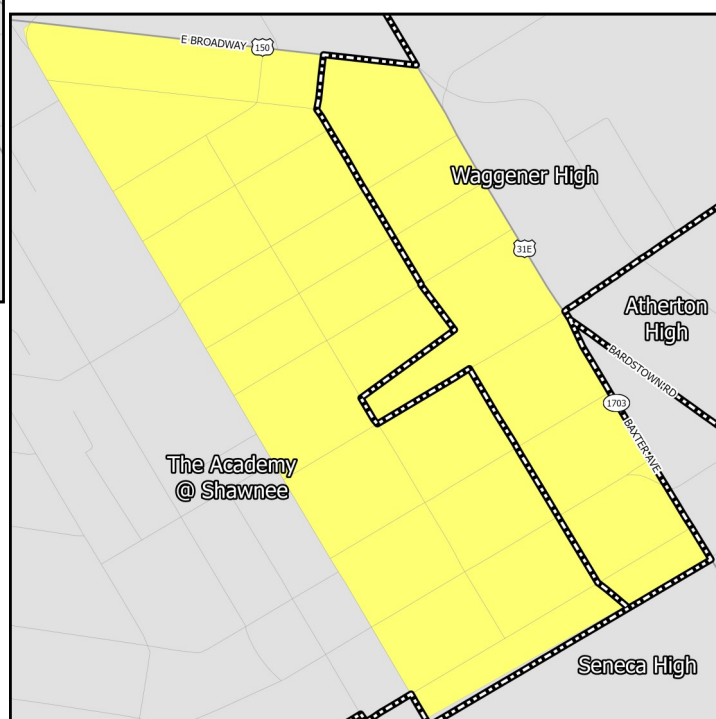 E BROADWAY
150
Waggener High
31E
Atherton
High
BARDSTOWN RD
1703
BAXTER AVE
The Academy
@ Shawnee
Seneca High